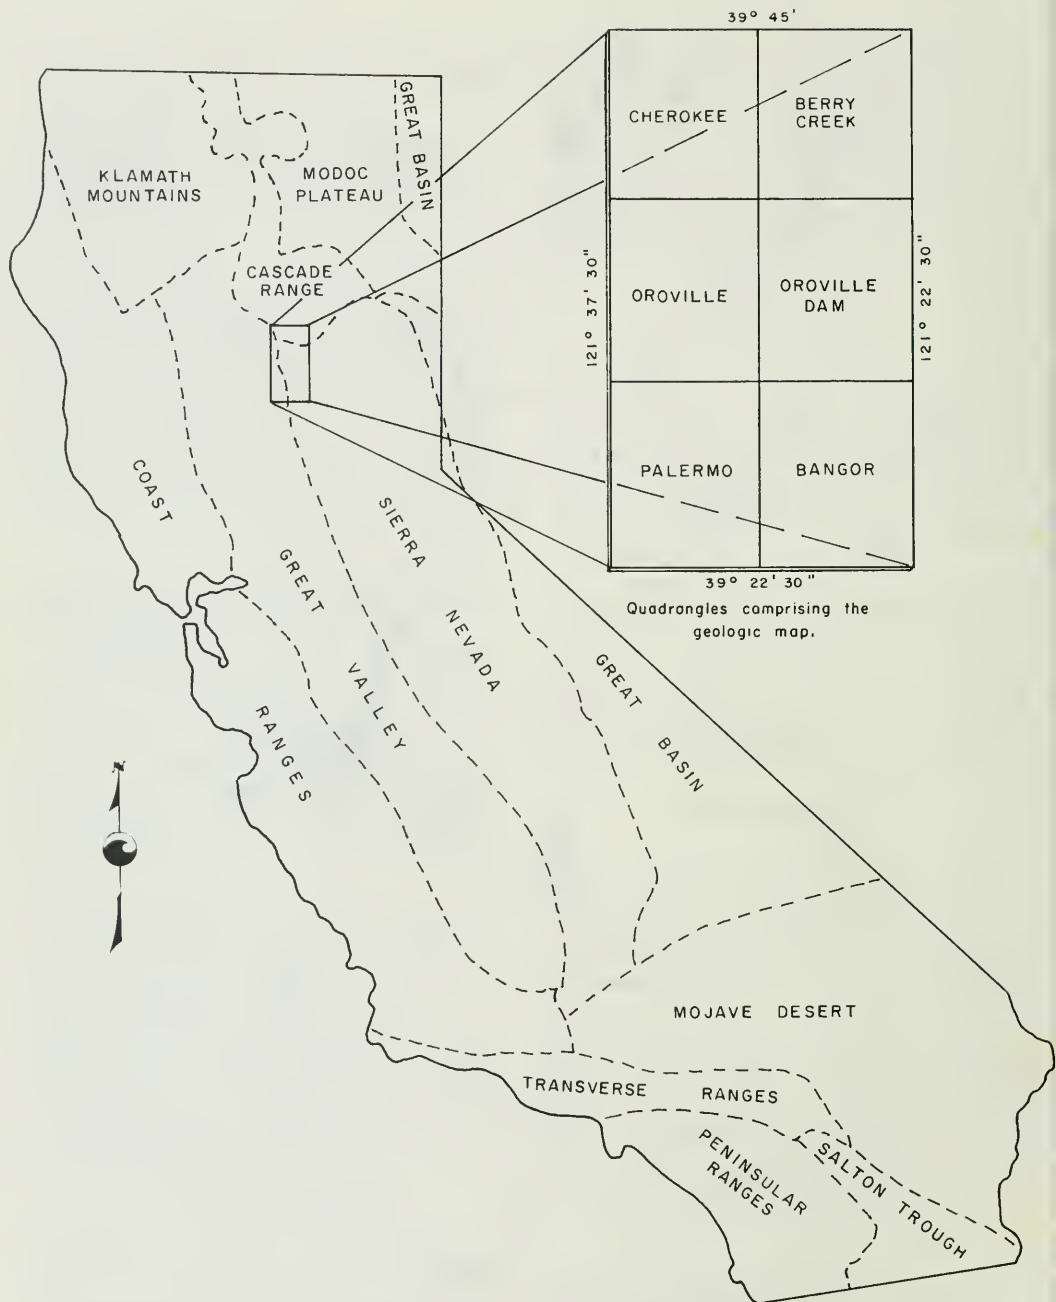 39° 45'
CHEROKEE
BERRY
CREEK
121° 37' 30"
OROVILLE
OROVILLE
DAM
121° 22' 30"
PALERMO
BANGOR
39° 22' 30"
Quadrangles comprising the
geologic map.
KLAMATH
MOUNTAINS
MODOC
PLATEAU
GREAT BASIN
CASCADE
RANGE
COAST
RANGES
GREAT
VALLEY
SIERRA
NEVADA
GREAT
BASIN
N
MOJAVE DESERT
TRANSVERSE RANGES
PENINSULAR
RANGES
SALTON TROUGH